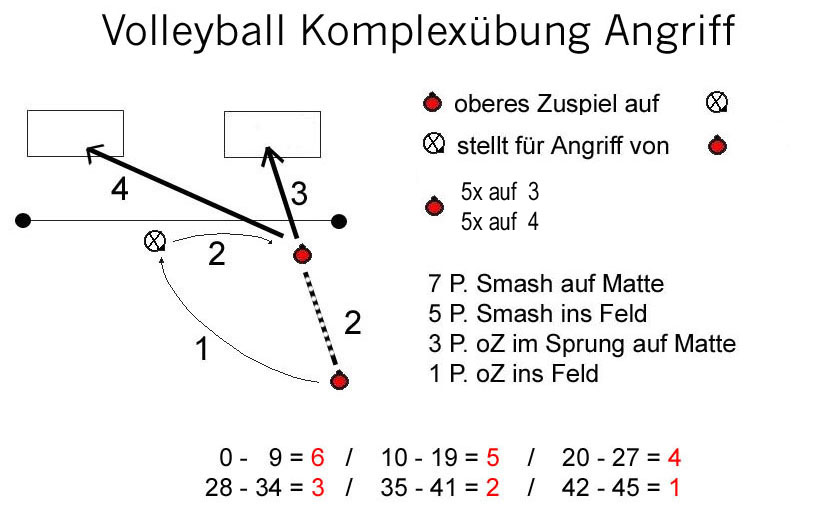 Volleyball Komplexübung Angriff
oberes Zuspiel auf
stellt für Angriff von
5x auf 3
5x auf 4
4
3
2
2
1
7 P. Smash auf Matte
5 P. Smash ins Feld
3 P. oZ im Sprung auf Matte
1 P. oZ ins Feld
0 - 9 = 6 / 10 - 19 = 5 / 20 - 27 = 4
28 - 34 = 3 / 35 - 41 = 2 / 42 - 45 = 1